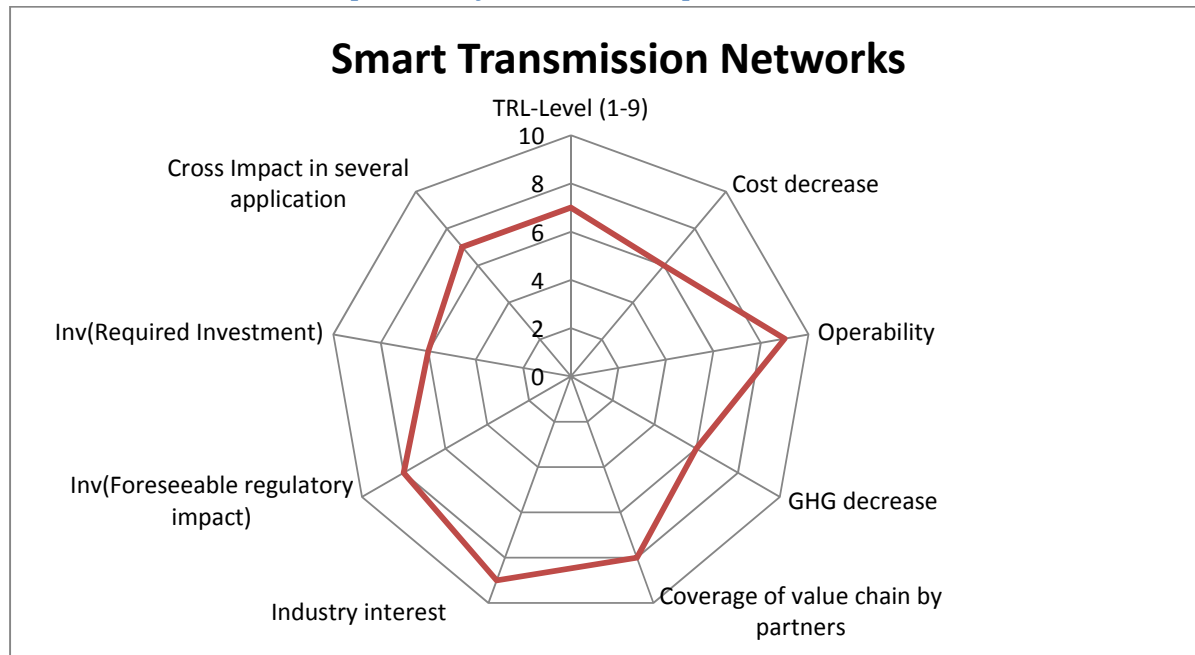 Smart Transmission Networks
TRL-Level (1-9)
10
8
6
4
2
0
Cost decrease
Operability
GHG decrease
Coverage of value chain by
partners
Industry interest
Inv(Foreseeable regulatory
impact)
Inv(Required Investment)
Cross Impact in several
application